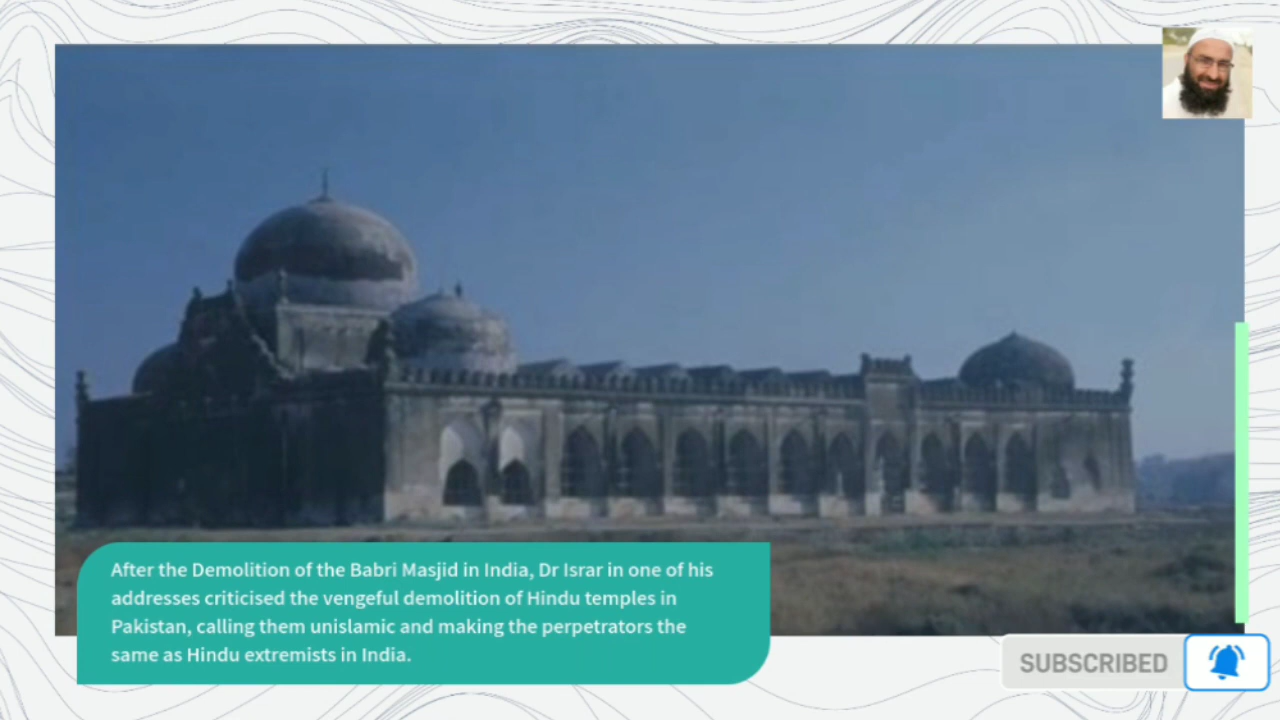 After the Demolition of the Babri Masjid in India, Dr Israr in one of his
addresses criticised the vengeful demolition of Hindu temples in
Pakistan, calling them unislamic and making the perpetrators the
same as Hindu extremists in India.
SUBSCRIBED